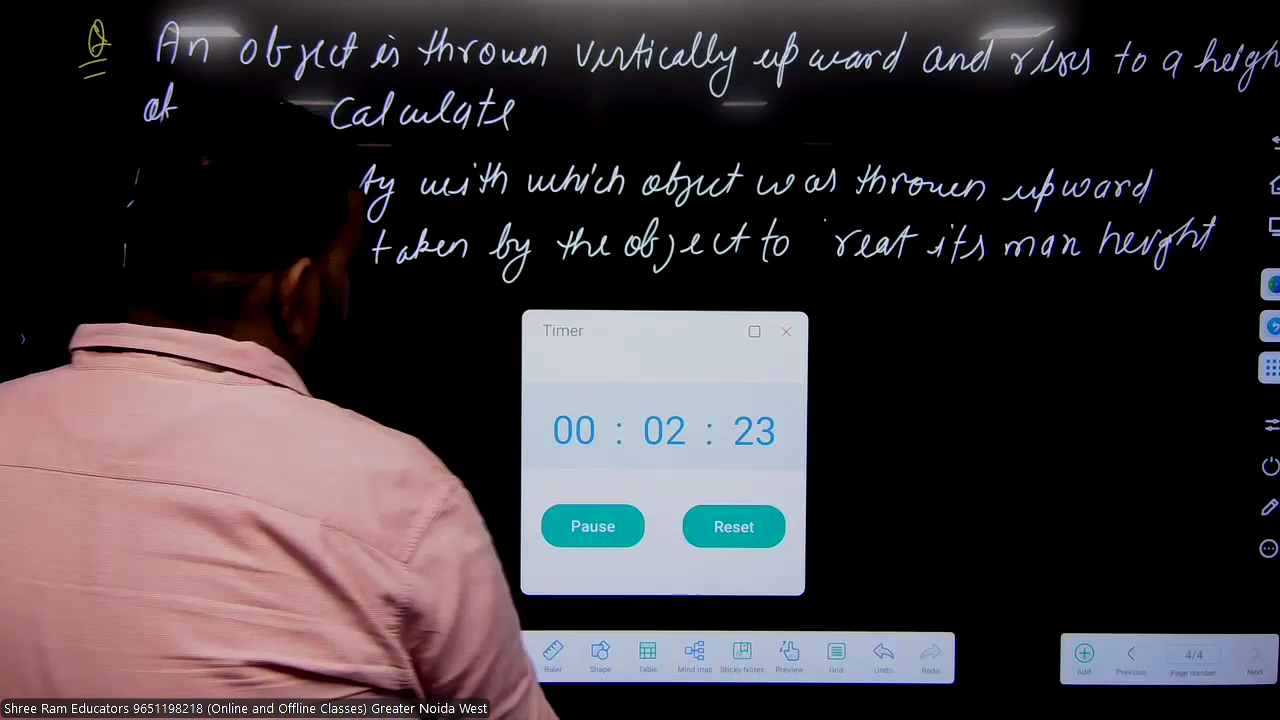 Q An object is thrown vertically upward and rises to a heigh
of Calculate
ty with which object was thrown upward
taken by the object to reat its max height
Timer
00 : 02 : 23
Pause Reset
Ruler Shape Table Mind map Sticky Notes Preview Grid Undo Redo
Add Previous 4/4 Page number Next
Shree Ram Educators 9651198218 (Online and Offline Classes) Greater Noida West